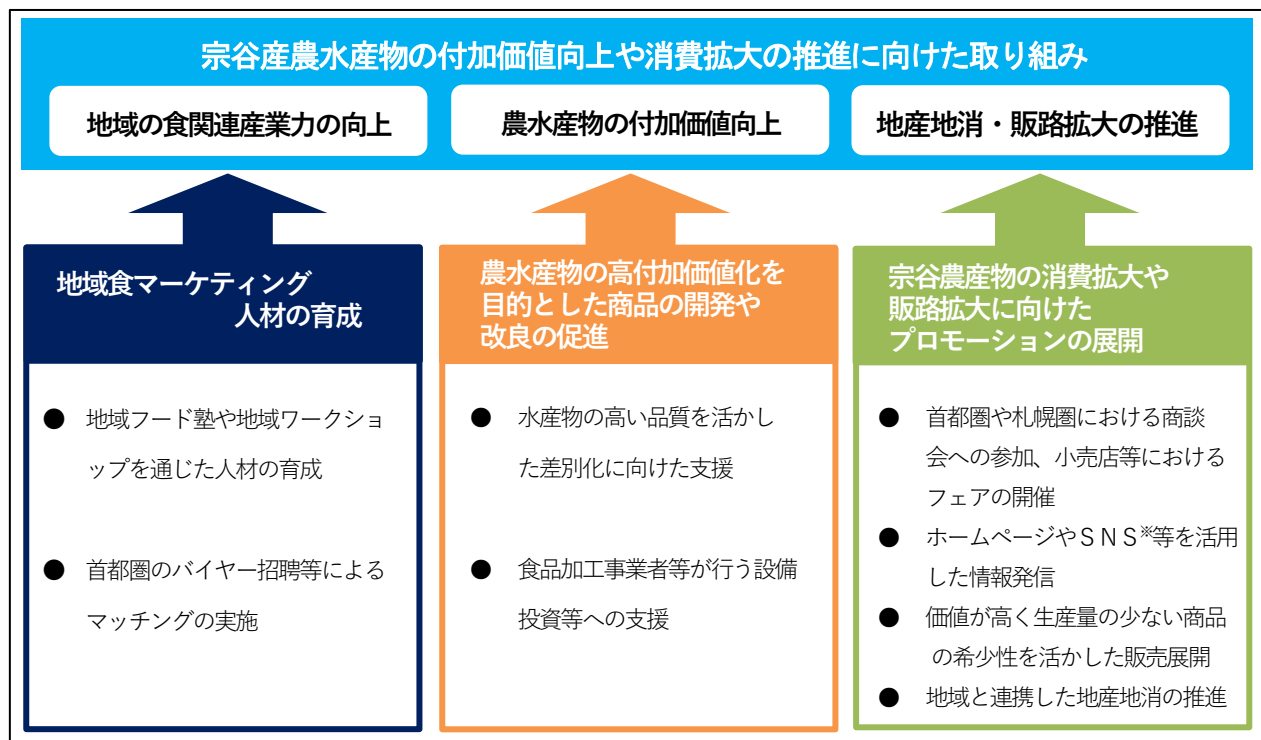 宗谷産農水産物の付加価値向上や消費拡大の推進に向けた取り組み
地域の食関連産業力の向上
農水産物の付加価値向上
地産地消・販路拡大の推進
地域食マーケティング
人材の育成
● 地域フード塾や地域ワークショ
ップを通じた人材の育成
● 首都圏のバイヤー招聘等による
マッチングの実施
農水産物の高付加価値化を
目的とした商品の開発や
改良の促進
● 水産物の高い品質を活かし
た差別化に向けた支援
● 食品加工事業者等が行う設備
投資等への支援
宗谷農産物の消費拡大や
販路拡大に向けた
プロモーションの展開
● 首都圏や札幌圏における商談
会への参加、小売店等における
フェアの開催
● ホームページやＳＮＳ※等を活用
した情報発信
● 価値が高く生産量の少ない商品
の希少性を活かした販売展開
● 地域と連携した地産地消の推進